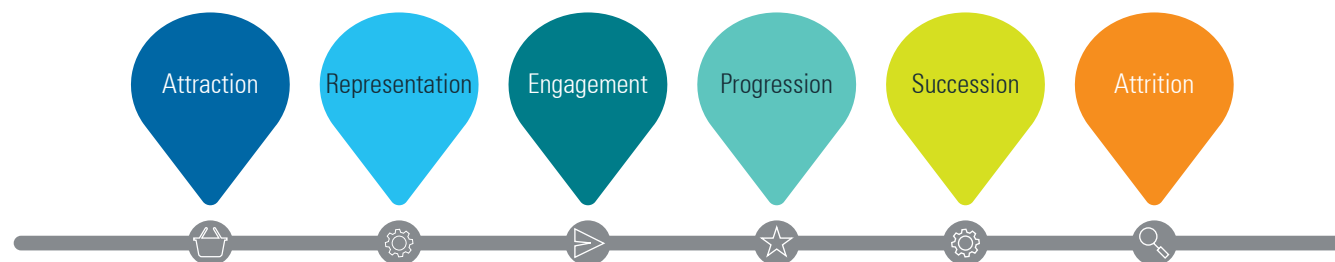 Attraction
Representation
Engagement
Progression
Succession
Attrition